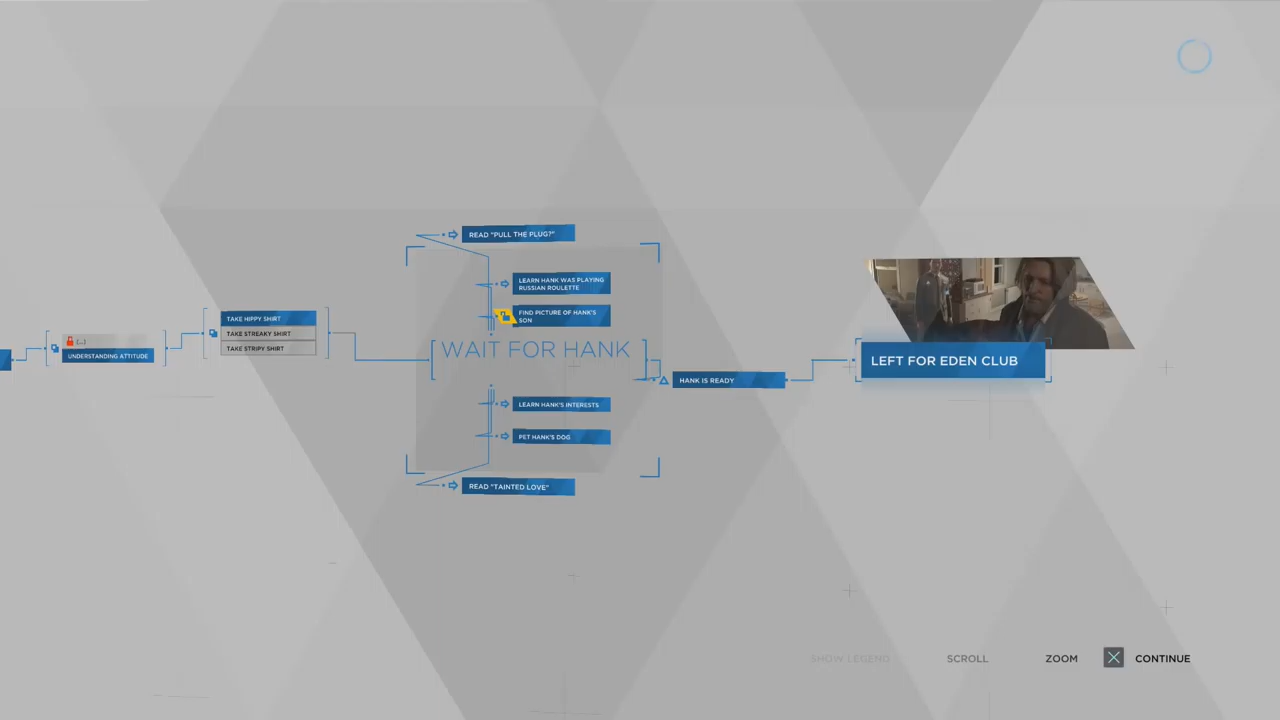 READ "PULL THE PLUG?"
LEARN HANK WAS PLAYING
RUSSIAN ROULETTE
FIND PICTURE OF HANK'S
SON
TAKE HIPPY SHIRT
TAKE STREAKY SHIRT
TAKE STRIPY SHIRT
(...)
UNDERSTANDING ATTITUDE
WAIT FOR HANK
HANK IS READY
LEFT FOR EDEN CLUB
LEARN HANK'S INTERESTS
PET HANK'S DOG
READ "TAINTED LOVE"
SHOW LEGEND
SCROLL
ZOOM
CONTINUE